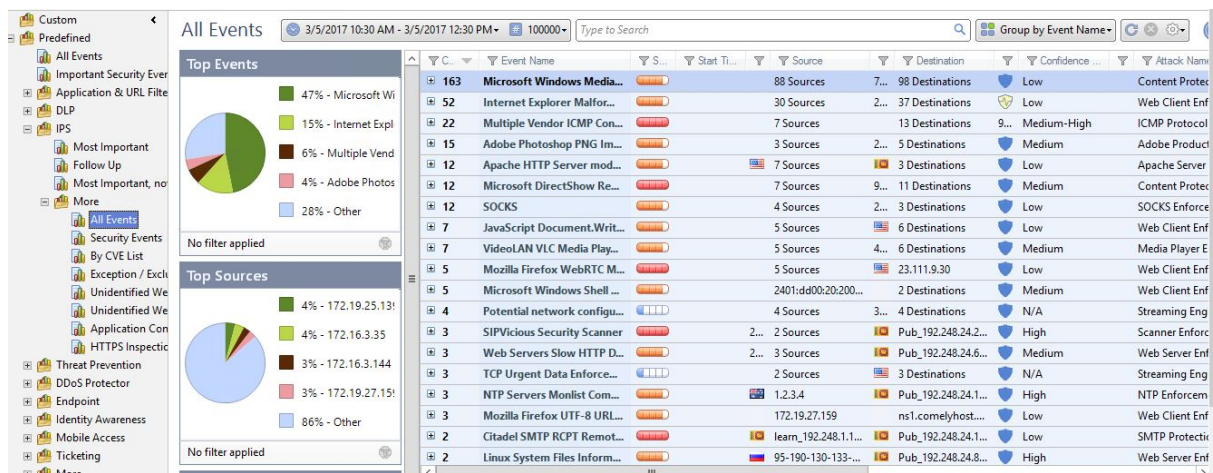 Custom
Predefined
All Events
Important Security Ever
Application & URL Filte
DLP
IPS
Most Important
Follow Up
Most Important, no
More
All Events
Security Events
By CVE List
Exception / Exclu
Unidentified We
Unidentified We
Application Con
HTTPS Inspectic
Threat Prevention
DDoS Protector
Endpoint
Identity Awareness
Mobile Access
Ticketing
More
All Events 3/5/2017 10:30 AM - 3/5/2017 12:30 PM 100000 Type to Search Group by Event Name
Top Events
47% - Microsoft Wi
15% - Internet Expl
6% - Multiple Vend
4% - Adobe Photos
28% - Other
No filter applied
Top Sources
4% - 172.19.25.13
4% - 172.16.3.35
3% - 172.16.3.144
3% - 172.19.27.15
86% - Other
No filter applied
C... Event Name S... Start Ti... Source Destination Confidence ... Attack Name
163 Microsoft Windows Media... 88 Sources 7... 98 Destinations Low Content Protec
52 Internet Explorer Malfor... 30 Sources 2... 37 Destinations Low Web Client Enf
22 Multiple Vendor ICMP Con... 7 Sources 13 Destinations 9... Medium-High ICMP Protocol
15 Adobe Photoshop PNG Im... 3 Sources 2... 5 Destinations Medium Adobe Product
12 Apache HTTP Server mod... 7 Sources 3 Destinations Low Apache Server
12 Microsoft DirectShow Re... 7 Sources 9... 11 Destinations Medium Content Protec
12 SOCKS 4 Sources 2... 3 Destinations Low SOCKS Enforce
7 JavaScript Document.Writ... 5 Sources 6 Destinations Low Web Client Enf
7 VideoLAN VLC Media Play... 5 Sources 4... 6 Destinations Medium Media Player E
5 Mozilla Firefox WebRTC M... 5 Sources 23.111.9.30 Low Web Client Enf
5 Microsoft Windows Shell ... 2401:dd00:20:200... 2 Destinations Medium Web Client Enf
4 Potential network configu... 4 Sources 3... 4 Destinations N/A Streaming Eng
3 SIPVicious Security Scanner 2... 2 Sources Pub_192.248.24.2... High Scanner Enforc
3 Web Servers Slow HTTP D... 2... 3 Sources Pub_192.248.24.6... Medium Web Server Enf
3 TCP Urgent Data Enforce... 2 Sources 3 Destinations N/A Streaming Eng
3 NTP Servers Monlist Com... 1.2.3.4 Pub_192.248.24.1... High NTP Enforcem
3 Mozilla Firefox UTF-8 URL... 172.19.27.159 ns1.comelyhost.... Low Web Client Enf
2 Citadel SMTP RCPT Remot... learn_192.248.1.1... Pub_192.248.24.1... Low SMTP Protectic
2 Linux System Files Inform... 95-190-130-133-... Pub_192.248.24.8... High Web Server Enf